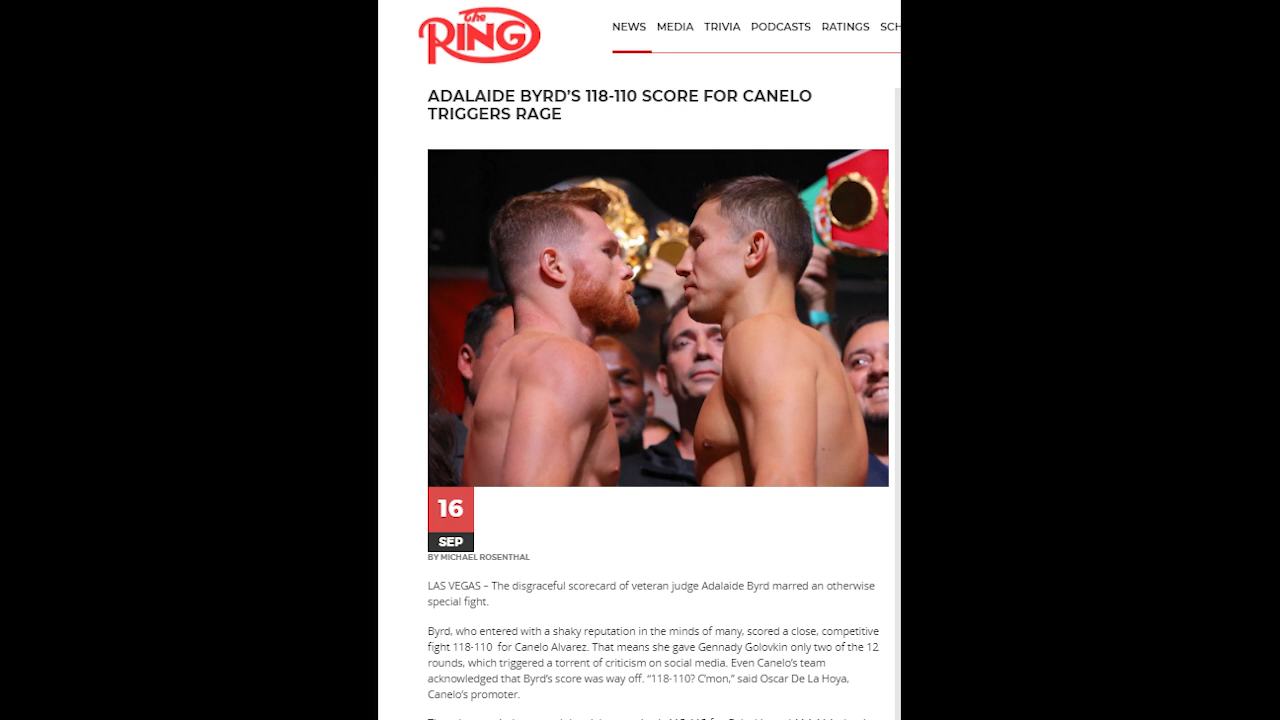 The
RING
NEWS MEDIA TRIVIA PODCASTS RATINGS SCH
ADALAIDE BYRD'S 118-110 SCORE FOR CANELO
TRIGGERS RAGE
16
SEP
BY MICHAEL ROSENTHAL
LAS VEGAS – The disgraceful scorecard of veteran judge Adalaide Byrd marred an otherwise
special fight.
Byrd, who entered with a shaky reputation in the minds of many, scored a close, competitive
fight 118-110 for Canelo Alvarez. That means she gave Gennady Golovkin only two of the 12
rounds, which triggered a torrent of criticism on social media. Even Canelo's team
acknowledged that Byrd's score was way off. “118-110? C'mon,” said Oscar De La Hoya,
Canelo's promoter.